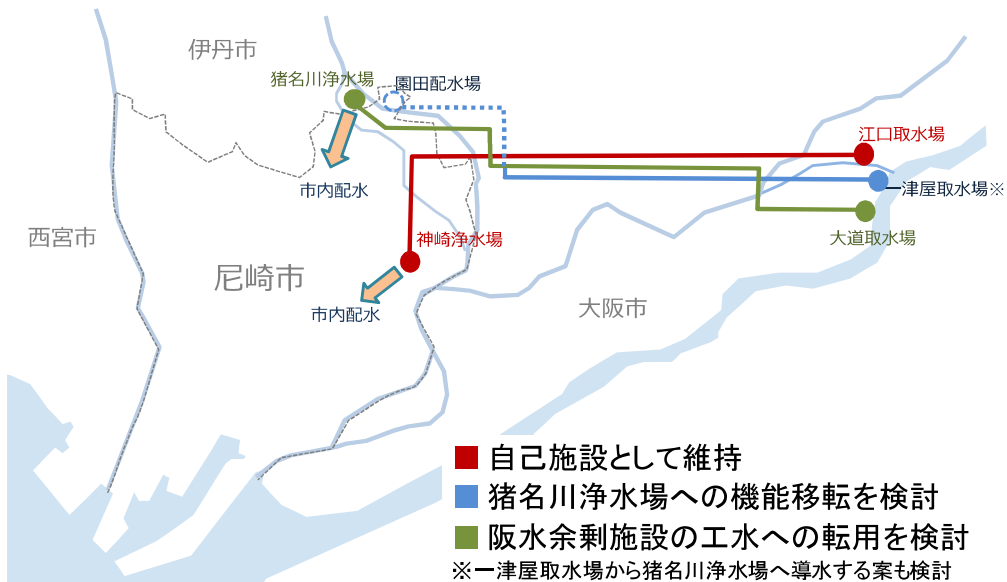 伊丹市
猪名川浄水場
園田配水場
江口取水場
市内配水
津屋取水場※
西宮市
神崎浄水場
大道取水場
尼崎市
市内配水
大阪市
自己施設として維持
猪名川浄水場への機能移転を検討
阪水余剰施設の工水への転用を検討
※ー津屋取水場から猪名川浄水場へ導水する案も検討